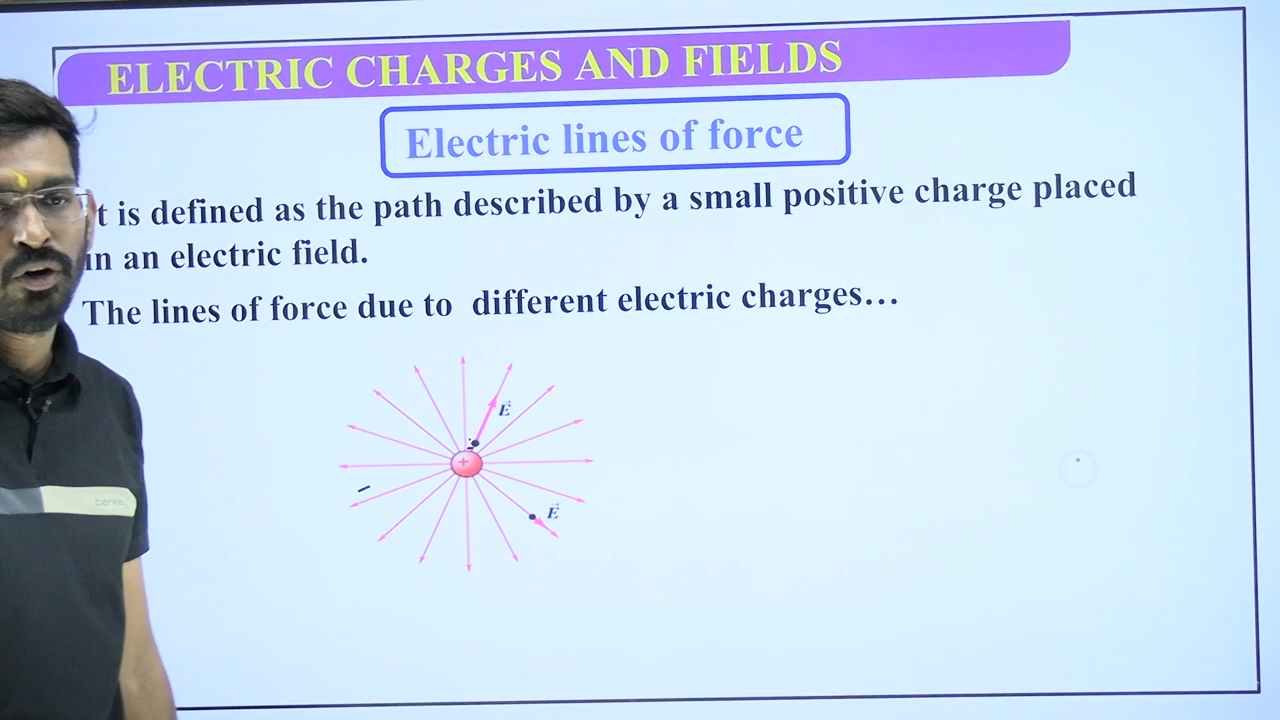 ELECTRIC CHARGES AND FIELDS
Electric lines of force
t is defined as the path described by a small positive charge placed
in an electric field.
The lines of force due to different electric charges...
E
+
E